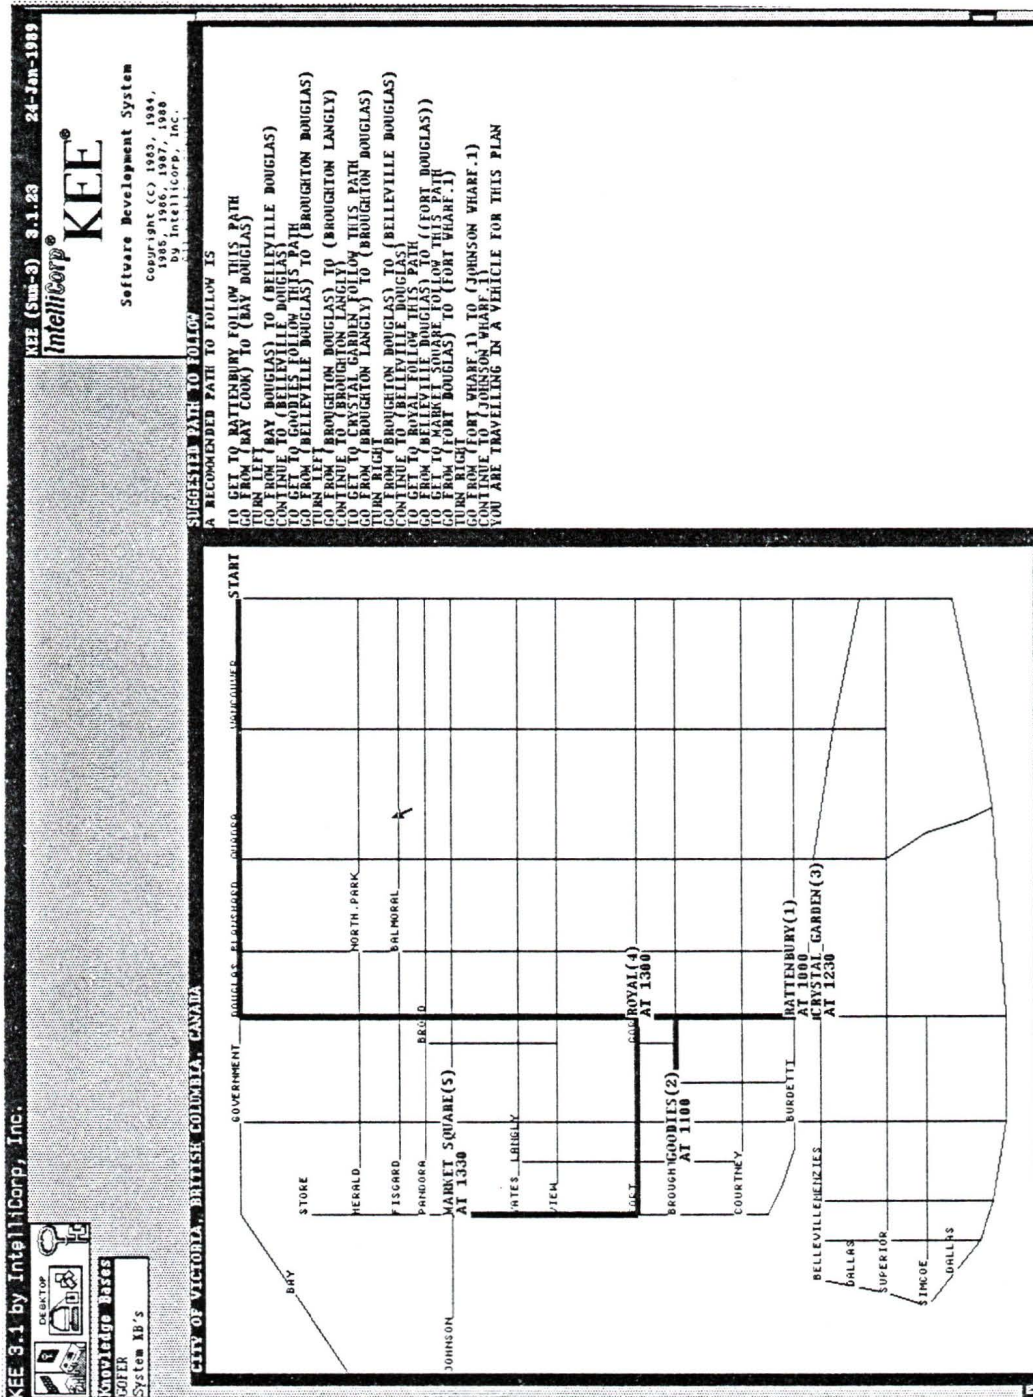 KEE 3.1 by IntelliCorp, Inc.
KEE (Sun-3) 3.1.23 24-Jan-1989
DESKTOP
Knowledge Bases
GOFER
System KB's
IntelliCorp®
KEE®
Software Development System
Copyright (c) 1983, 1984,
1985, 1986, 1987, 1988
by IntelliCorp, Inc.
CITY OF VICTORIA, BRITISH COLUMBIA, CANADA
BAY
GOVERNMENT
DOUGLAS
BLANSHARD
QUADRA
VANCOUVER
START
STORE
HERALD
NORTH.PARK
FISGARD
BALMORAL
PANDORA
BROAD
JOHNSON
MARKET SQUARE(5)
AT 1330
YATES
LANGLY
VIEW
FORT
ROYAL(4)
AT 1300
BROUGH
GOODIES(2)
AT 1100
COURTNEY
BURDETTI
RATTENBURY(1)
AT 1000
CRYSTAL_GARDEN(3)
AT 1230
BELLEVILLE
MENZIES
DALLAS
SUPERIOR
SIMCOE
DALLAS
SUGGESTED PATH TO FOLLOW
A RECOMMENDED PATH TO FOLLOW IS
TO GET TO RATTENBURY FOLLOW THIS PATH
GO FROM (BAY COOK) TO (BAY DOUGLAS)
TURN LEFT
GO FROM (BAY DOUGLAS) TO (BELLEVILLE DOUGLAS)
CONTINUE TO (BELLEVILLE DOUGLAS)
TO GET TO GOODIES FOLLOW THIS PATH
GO FROM (BELLEVILLE DOUGLAS) TO (BROUGHTON DOUGLAS)
TURN LEFT
GO FROM (BROUGHTON DOUGLAS) TO (BROUGHTON LANGLY)
CONTINUE TO (BROUGHTON LANGLY)
TO GET TO CRYSTAL GARDEN FOLLOW THIS PATH
GO FROM (BROUGHTON LANGLY) TO (BROUGHTON DOUGLAS)
TURN RIGHT
GO FROM (BROUGHTON DOUGLAS) TO (BELLEVILLE DOUGLAS)
CONTINUE TO (BELLEVILLE DOUGLAS)
TO GET TO ROYAL FOLLOW THIS PATH
GO FROM (BELLEVILLE DOUGLAS) TO ((FORT DOUGLAS))
TO GET TO MARKET SQUARE FOLLOW THIS PATH
GO FROM (FORT DOUGLAS) TO (FORT WHARF.1)
TURN RIGHT
GO FROM (FORT WHARF.1) TO (JOHNSON WHARF.1)
CONTINUE TO (JOHNSON WHARF.1)
YOU ARE TRAVELLING IN A VEHICLE FOR THIS PLAN